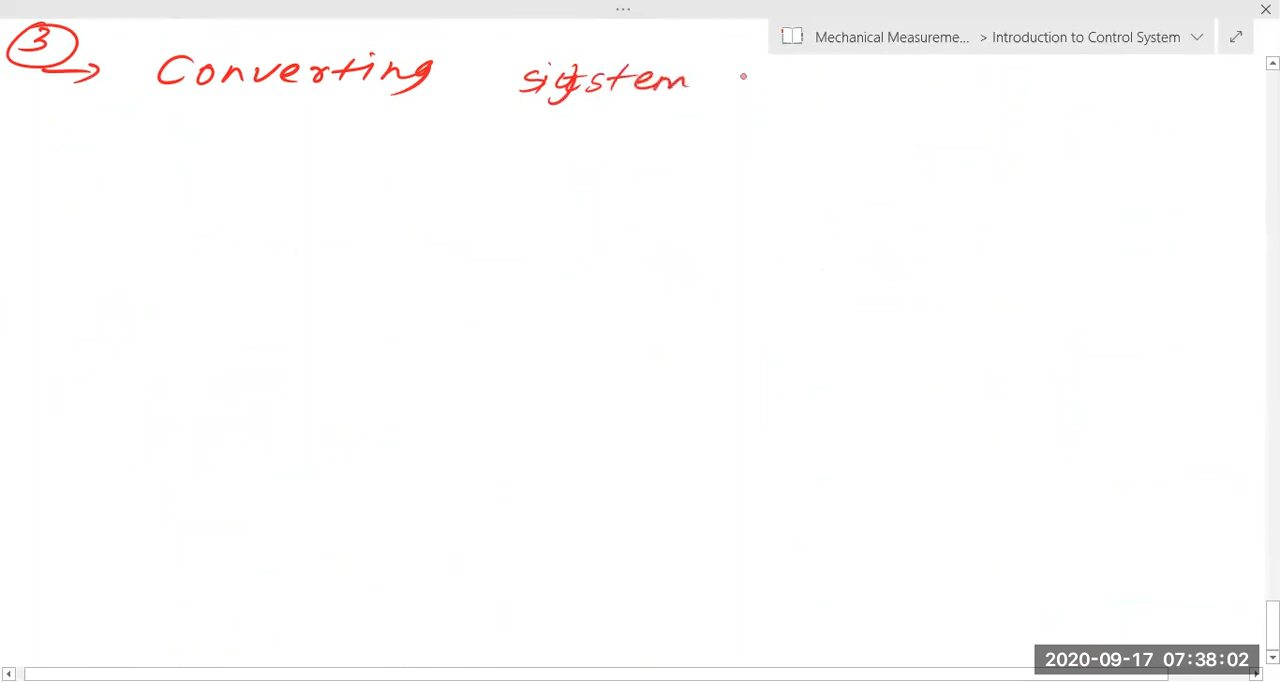 Mechanical Measureme... > Introduction to Control System
3
Converting system
2020-09-17 07:38:02